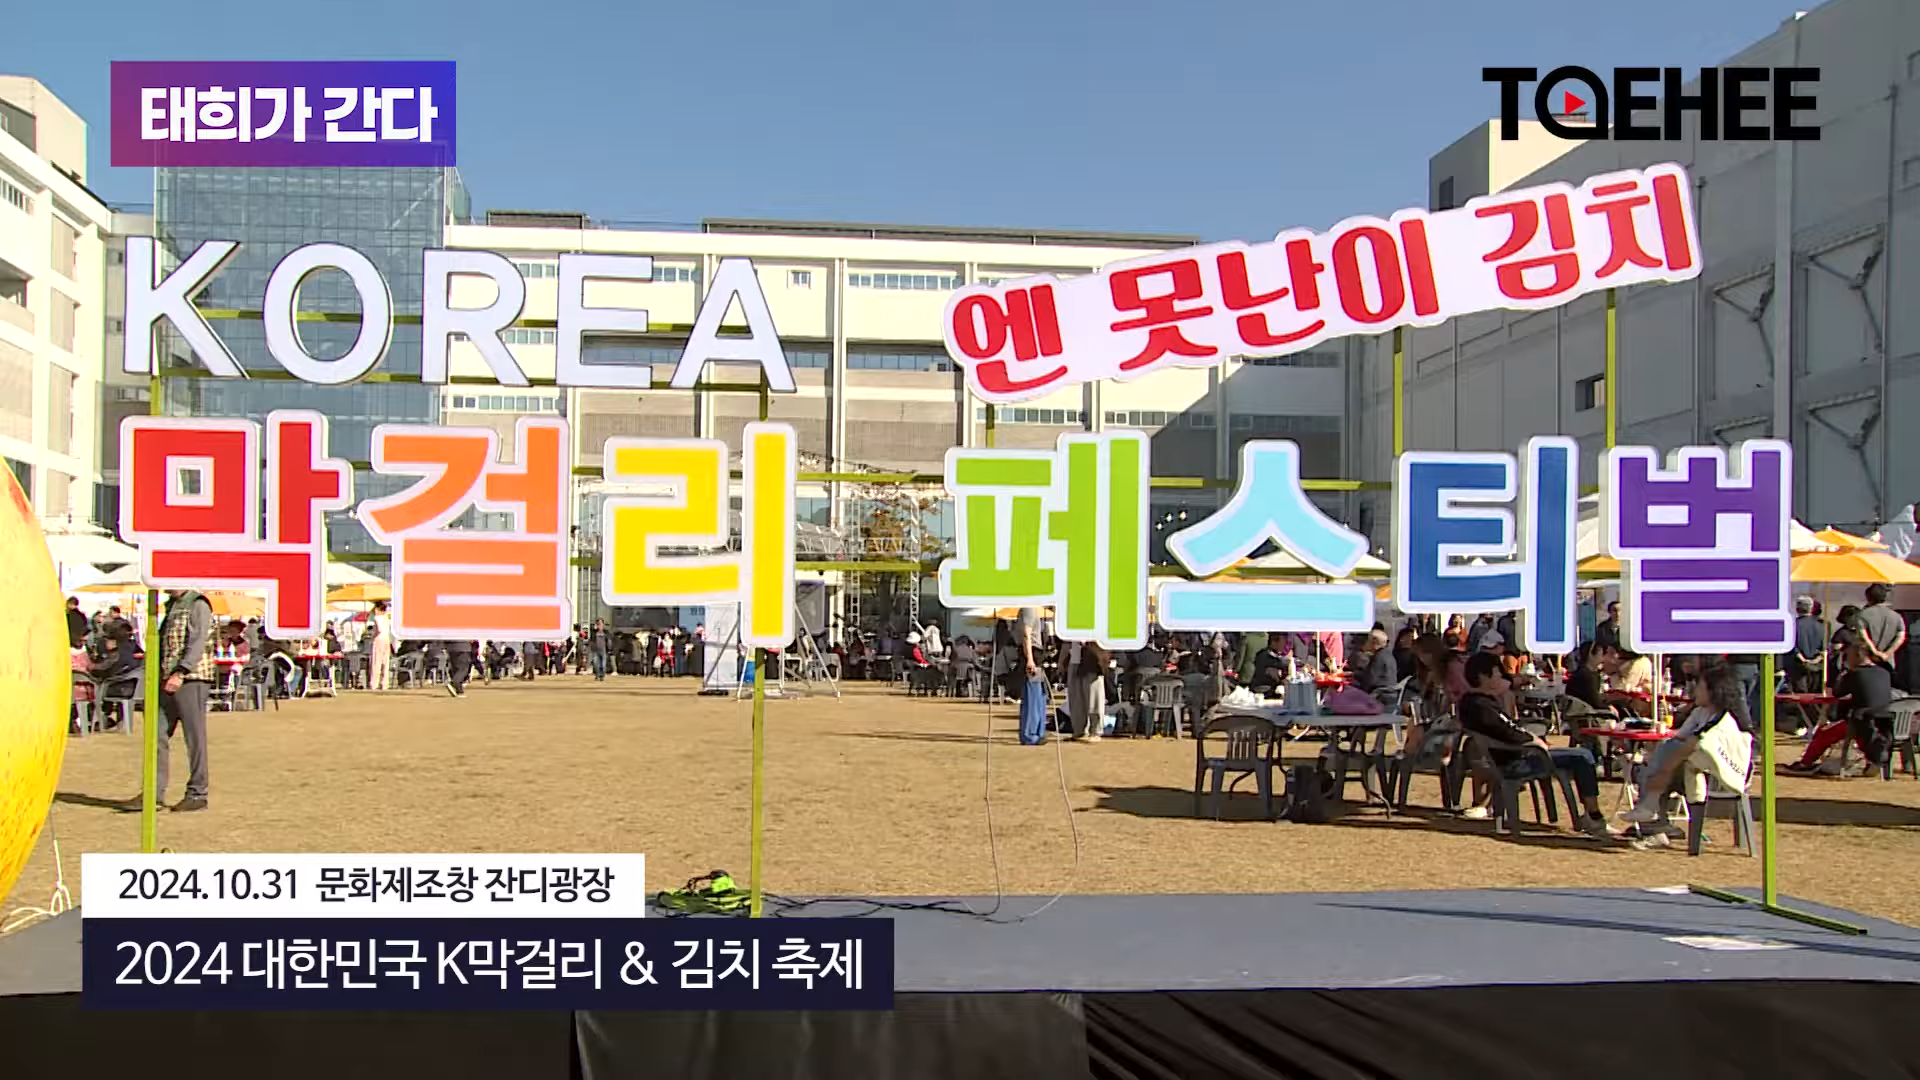 태희가 간다
TAEHEE
KOREA
엔 못난이 김치
막걸리 페스티벌
2024.10.31 문화제조창 잔디광장
2024 대한민국 K막걸리 & 김치 축제